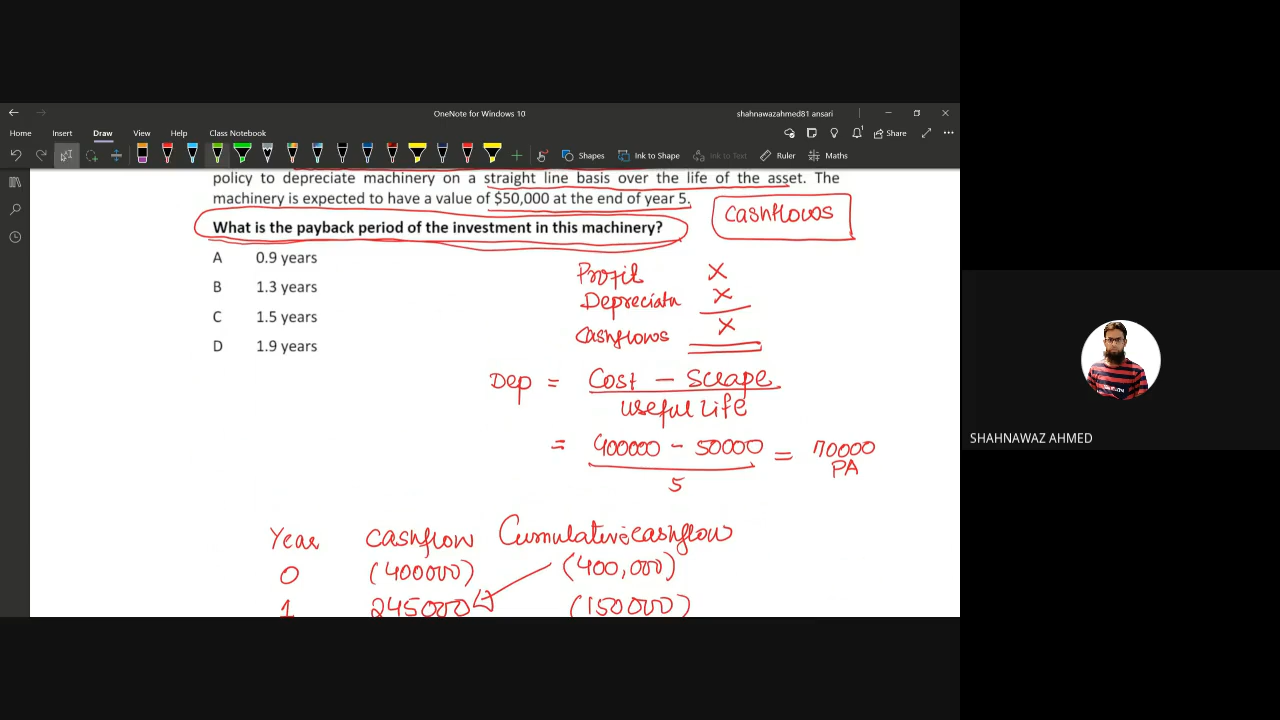 OneNote for Windows 10
shahnawazahmed81 ansari
Home Insert Draw View Help Class Notebook
Share
Shapes Ink to Shape Ink to Text Ruler Maths
policy to depreciate machinery on a straight line basis over the life of the asset. The
machinery is expected to have a value of $50,000 at the end of year 5.
What is the payback period of the investment in this machinery?
Cashflows
A 0.9 years
B 1.3 years
C 1.5 years
D 1.9 years
Profit X
Depreciatn X
Cashflows X
Dep = Cost - Scrape
useful life
= 400000 - 50000 = 70000
PA
5
Year Cashflow Cumulative cashflow
0 (400000) (400,000)
1 245000 (150000)
SHAHNAWAZ AHMED